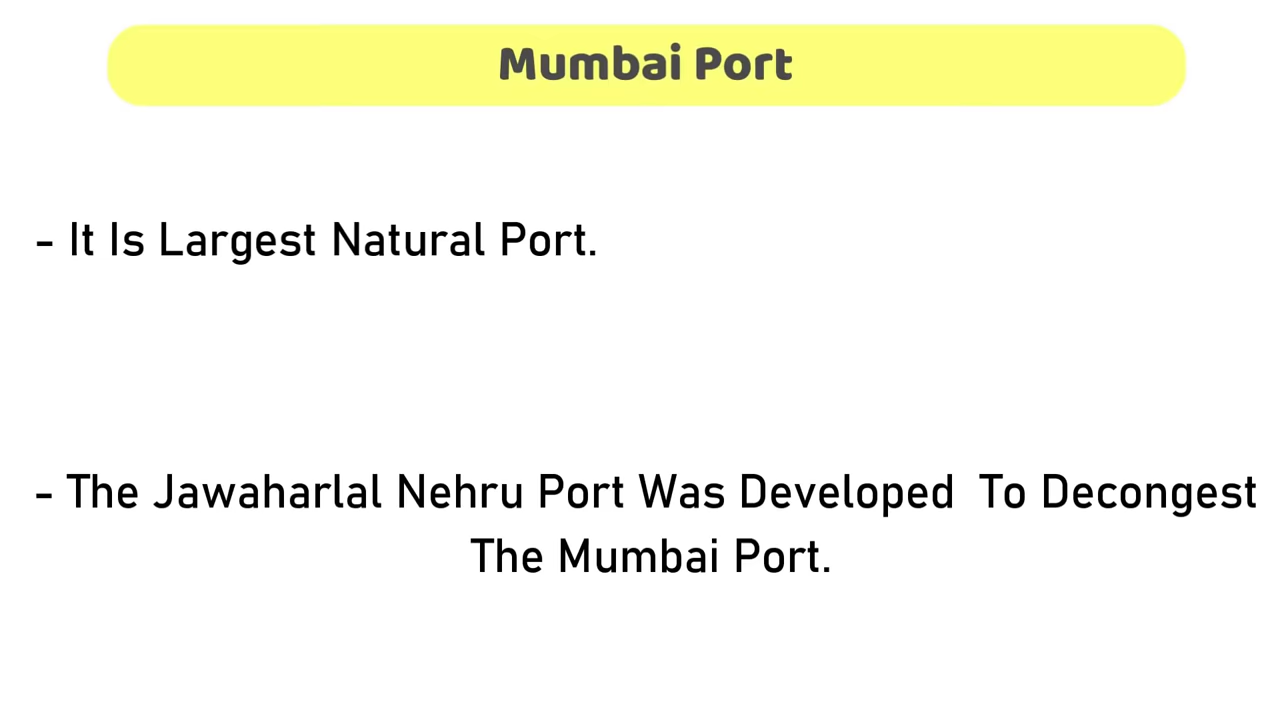 Mumbai Port
- It Is Largest Natural Port.
- The Jawaharlal Nehru Port Was Developed  To Decongest
The Mumbai Port.